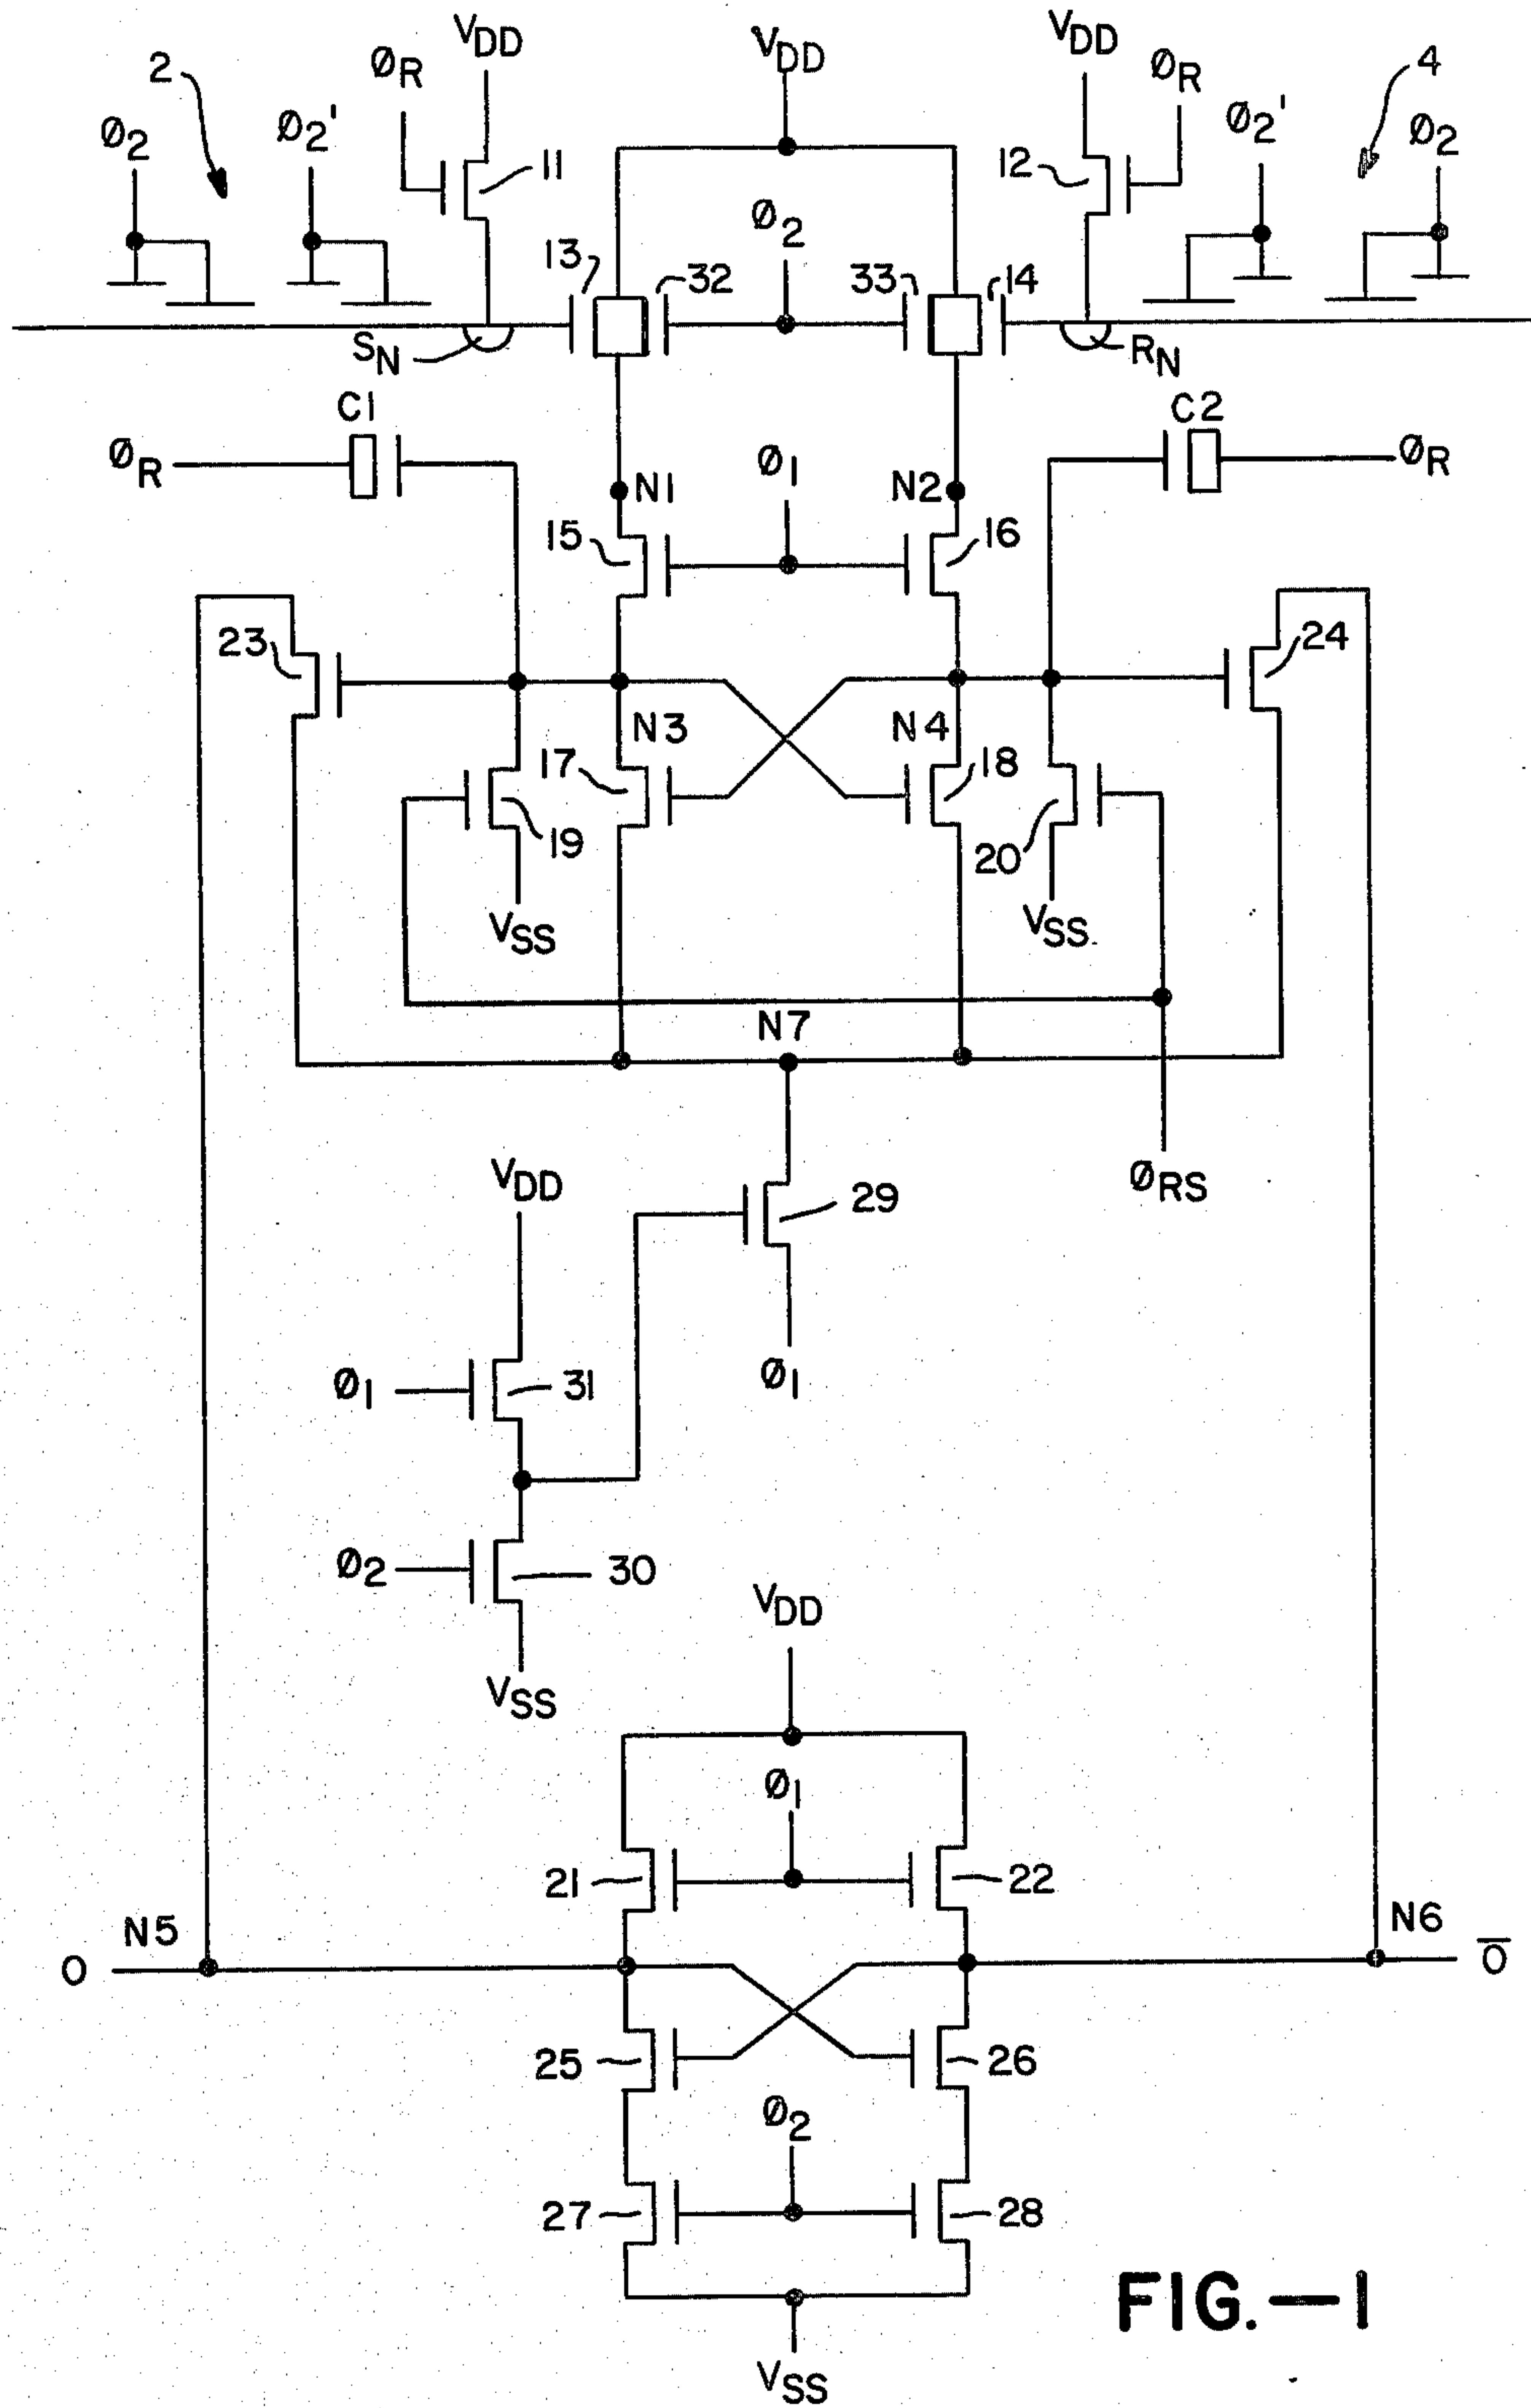 VDD
VDD
VDD
2
ØR
ØR
4
Ø2
Ø2'
Ø2'
Ø2
11
12
Ø2
13
32
33
14
SN
RN
C1
C2
ØR
ØR
N1
Ø1
N2
15
16
23
24
N3
N4
17
18
19
20
VSS
VSS
N7
ØRS
VDD
29
Ø1
31
Ø1
Ø2
30
VDD
VSS
Ø1
21
22
N5
N6
O
O̅
25
26
Ø2
27
28
FIG.—1
VSS